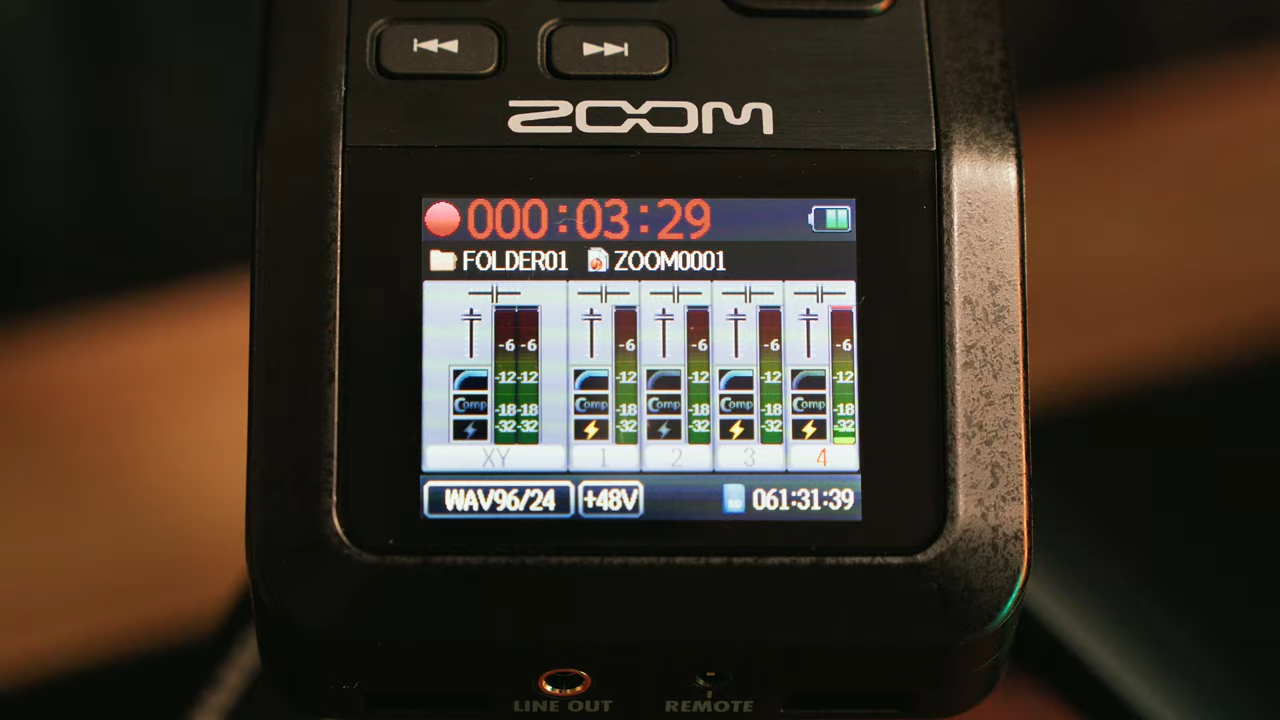 ZOOM
000:03:29
FOLDER01 ZOOM0001
-6 -6 -6 -6 -6 -6
-12 -12 -12 -12 -12 -12
Comp Comp Comp Comp Comp
-18 -18 -18 -18 -18 -18
-32 -32 -32 -32 -32 -32
XY 1 2 3 4
WAV96/24 +48V SD 061:31:39
LINE OUT REMOTE